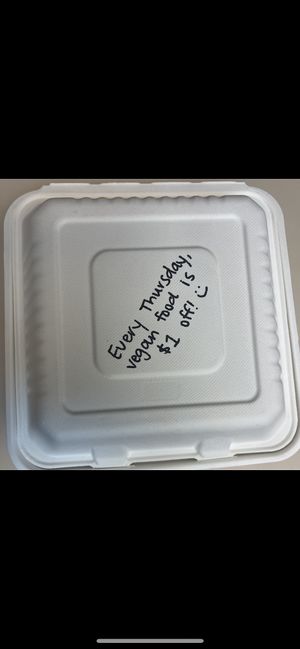 Every Thursday,
vegan food is
$1 off! :)